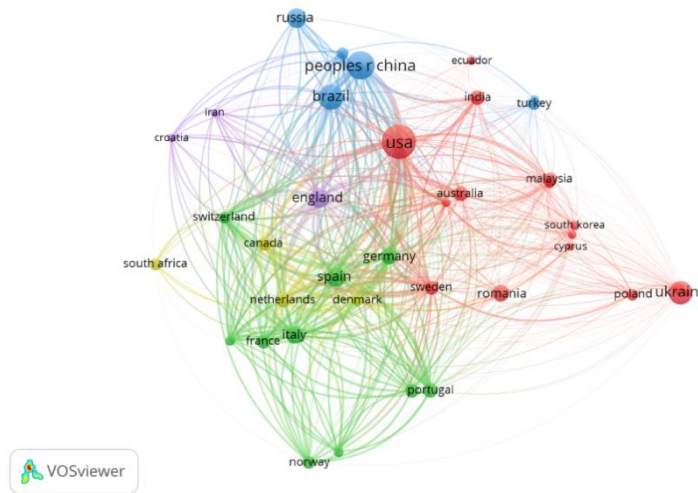 russia
peoples r china
ecuador
brazil
india
turkey
iran
usa
croatia
malaysia
australia
england
switzerland
south korea
canada
cyprus
germany
south africa
spain
sweden
romania
poland
ukrain
netherlands
denmark
italy
france
portugal
norway
VOSviewer